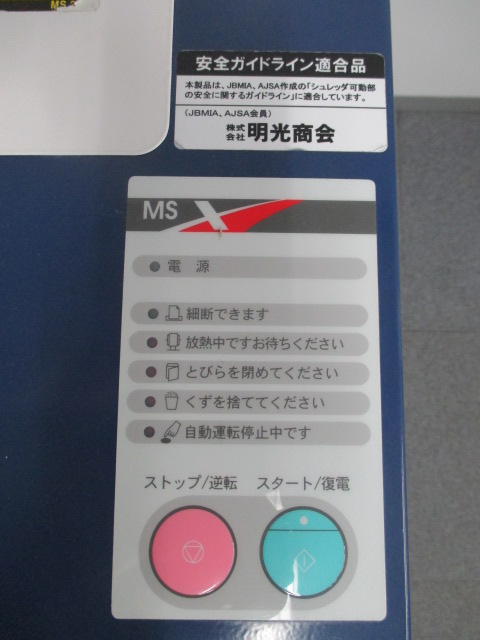 MS
安全ガイドライン適合品
本製品は、JBMIA、AJSA作成の「シュレッダ可動部
の安全に関するガイドライン」に適合しています。
(JBMIA、AJSA会員)
株式会社 明光商会
MS X
電 源
細断できます
放熱中ですお待ちください
とびらを閉めてください
くずを捨ててください
自動運転停止中です
ストップ/逆転 スタート/復電